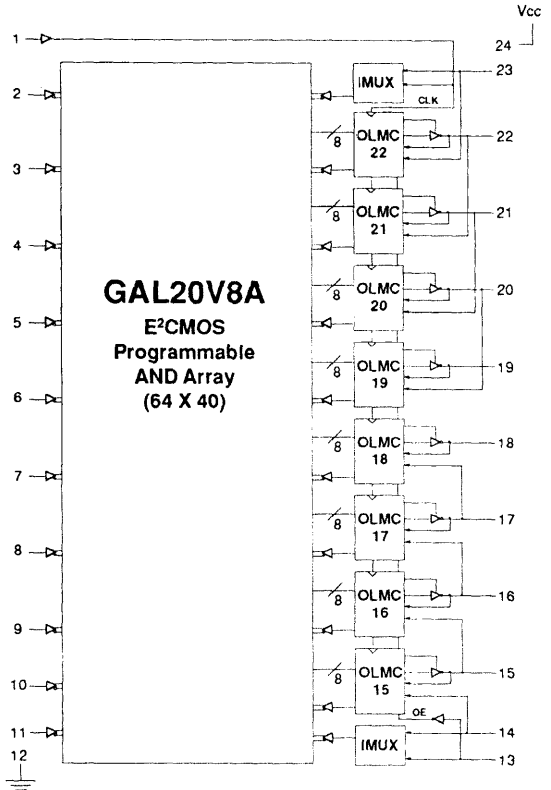 Vcc
1
24
23
IMUX
2
CLK
8
OLMC
22
22
3
8
OLMC
21
21
4
GAL20V8A
E²CMOS
Programmable
AND Array
(64 X 40)
8
OLMC
20
20
5
8
OLMC
19
19
6
8
OLMC
18
18
7
8
OLMC
17
17
8
8
OLMC
16
16
9
8
OLMC
15
15
10
OE
14
11
IMUX
12
13